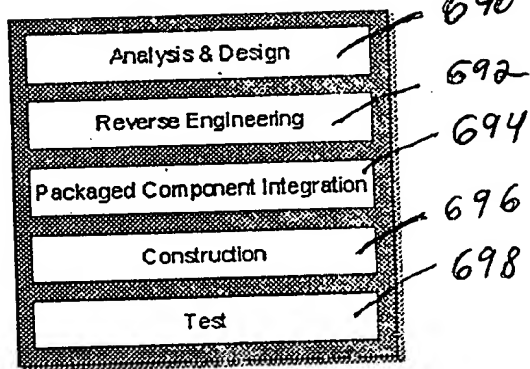 690
Analysis & Design
692
Reverse Engineering
694
Packaged Component Integration
696
Construction
698
Test